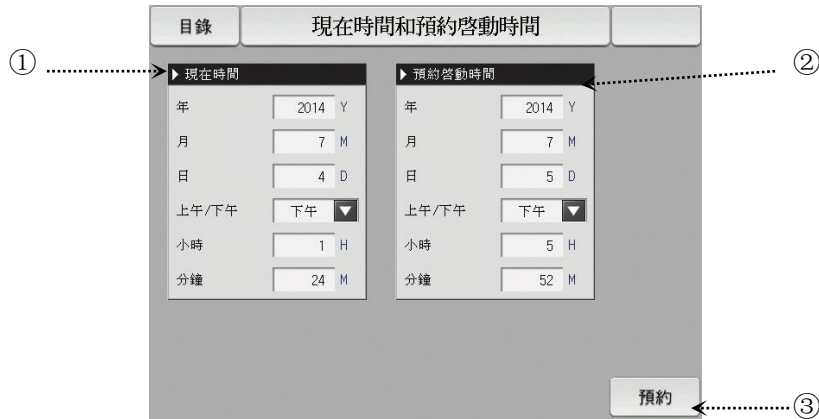 目錄
現在時間和預約啓動時間
①
②
▶ 現在時間
▶ 預約啓動時間
年 2014 Y
年 2014 Y
月 7 M
月 7 M
日 4 D
日 5 D
上午/下午 下午
上午/下午 下午
小時 1 H
小時 5 H
分鐘 24 M
分鐘 52 M
預約
③